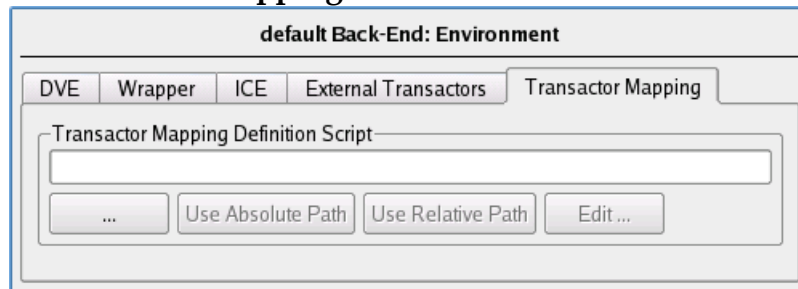 default Back-End: Environment
DVE Wrapper ICE External Transactors Transactor Mapping
Transactor Mapping Definition Script
... Use Absolute Path Use Relative Path Edit ...